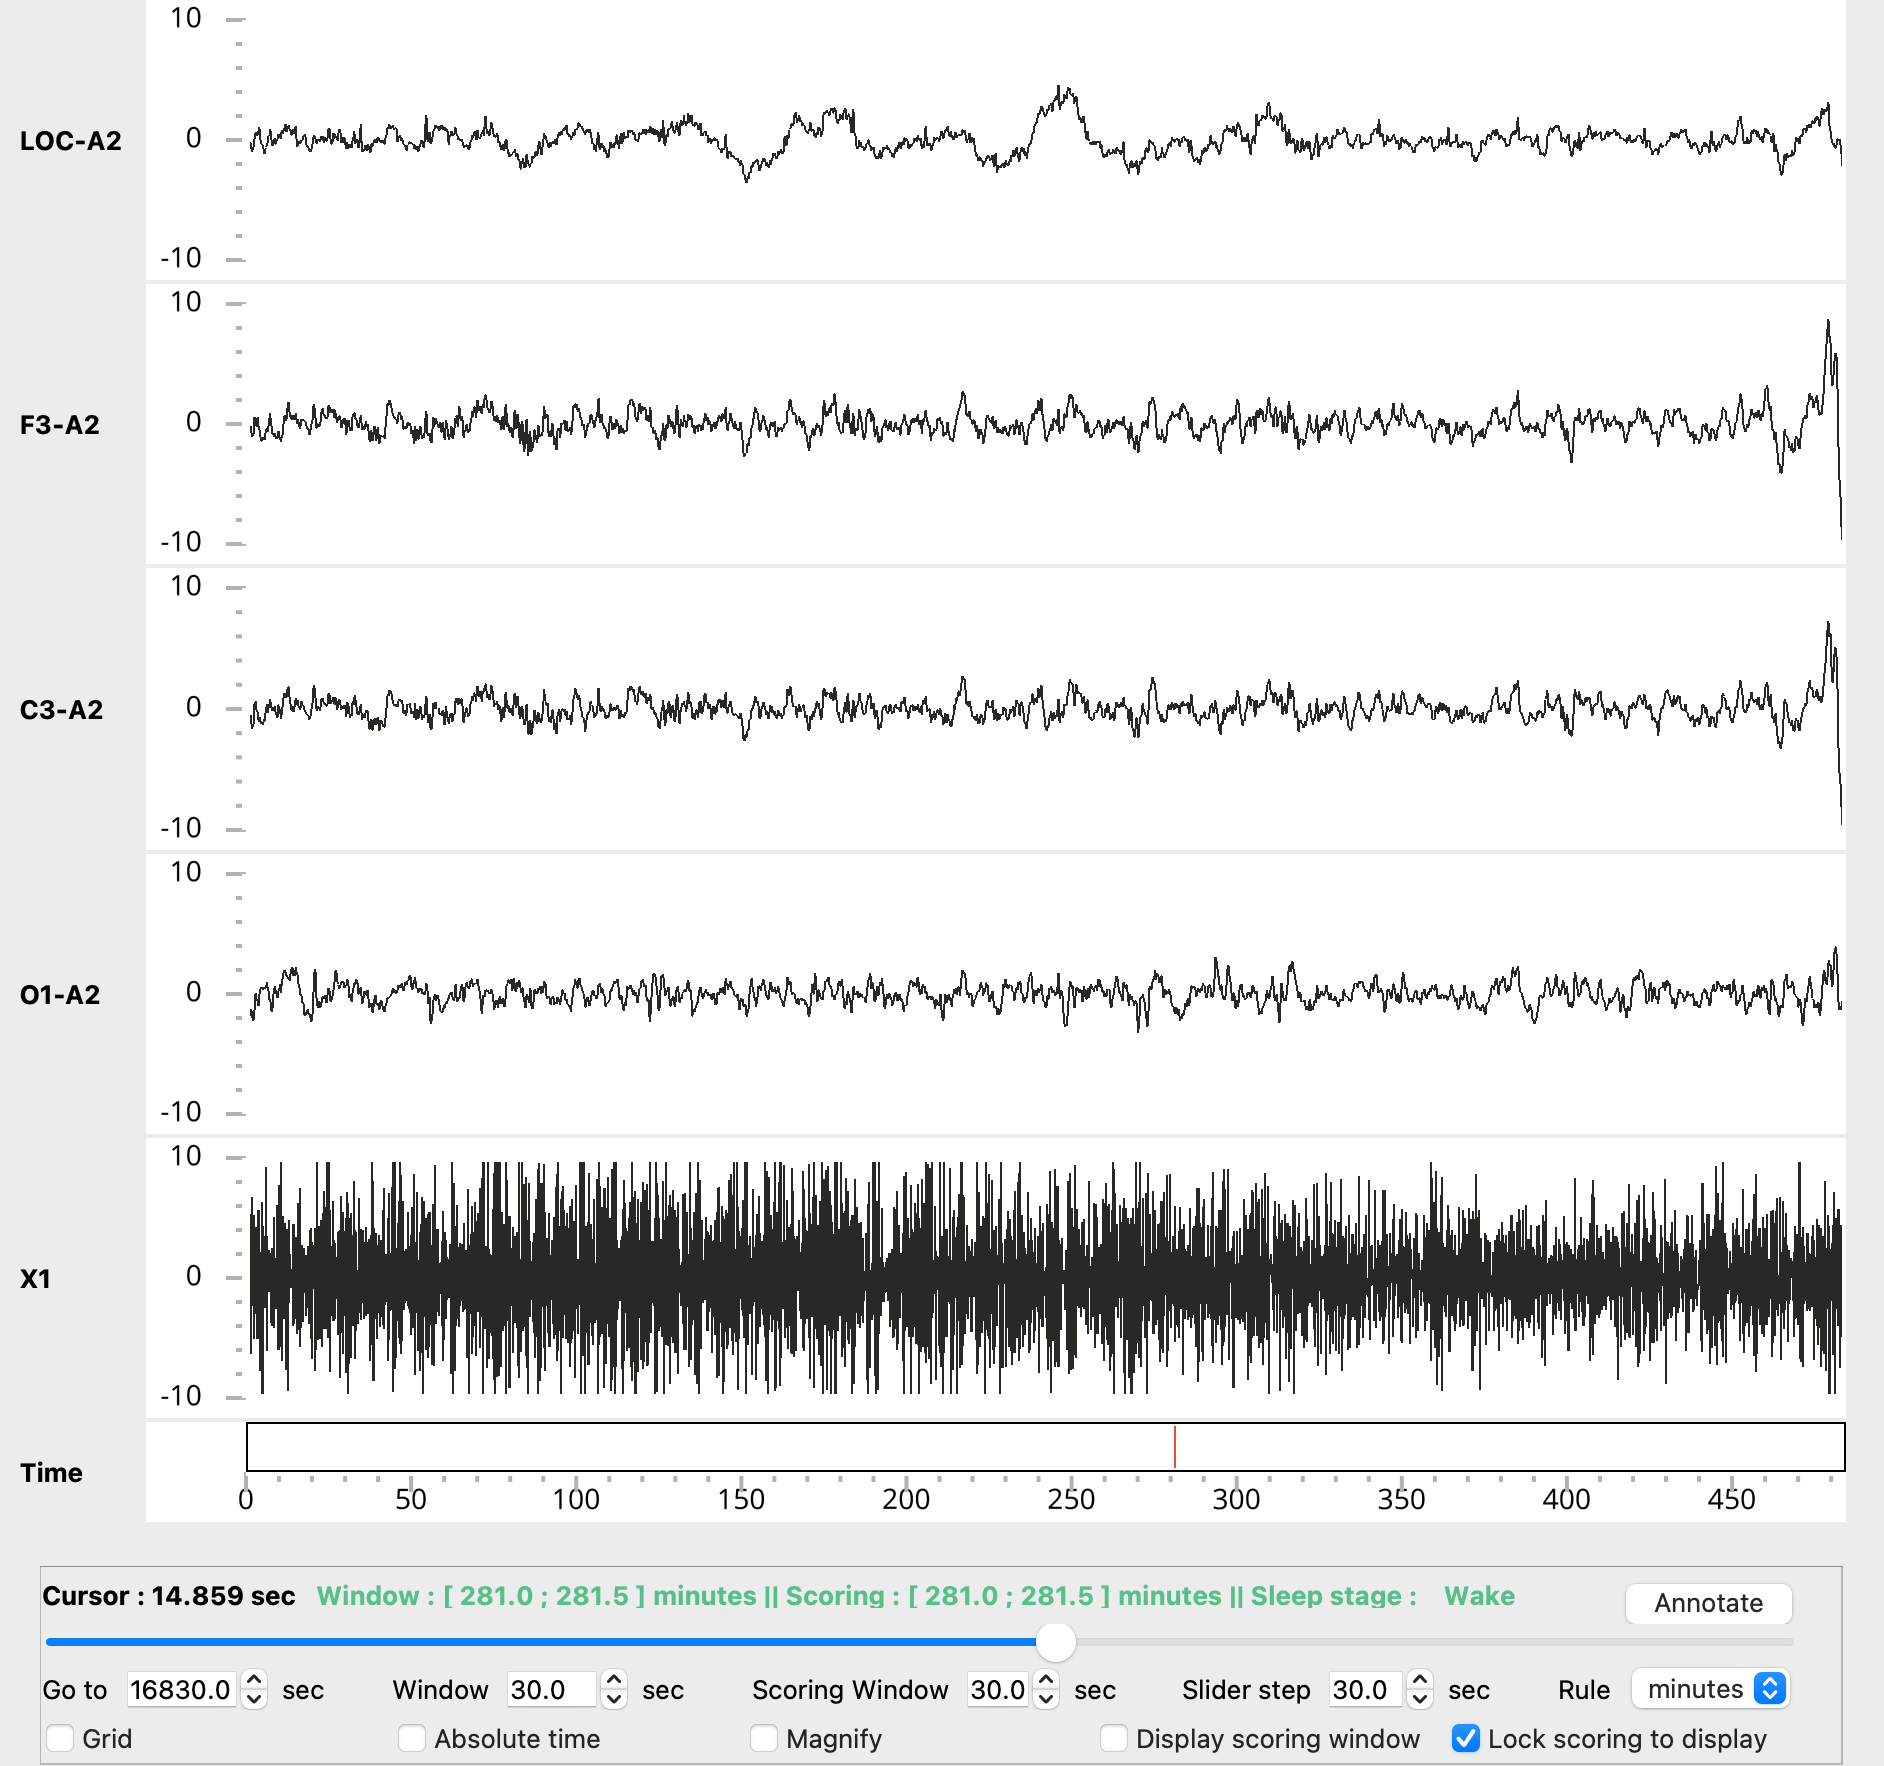 10
LOC-A2 0
-10
10
F3-A2 0
-10
10
C3-A2 0
-10
10
O1-A2 0
-10
10
X1 0
-10
Time
0 50 100 150 200 250 300 350 400 450
Cursor : 14.859 sec Window : [ 281.0 ; 281.5 ] minutes || Scoring : [ 281.0 ; 281.5 ] minutes || Sleep stage : Wake Annotate
Go to 16830.0 sec Window 30.0 sec Scoring Window 30.0 sec Slider step 30.0 sec Rule minutes
Grid Absolute time Magnify Display scoring window Lock scoring to display